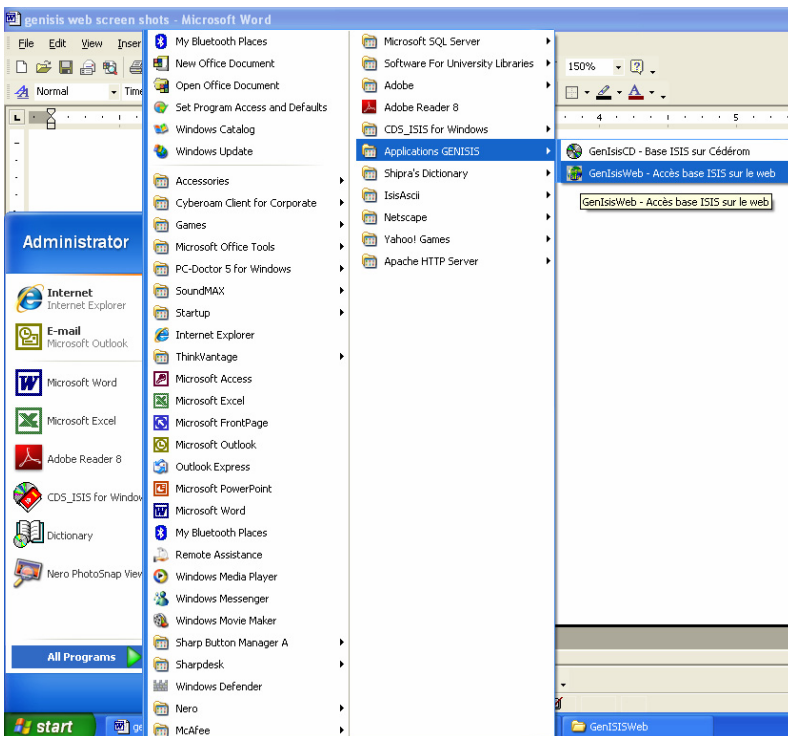 genisis web screen shots - Microsoft Word
File Edit View Inser
150%
Normal
Time
4 5
Administrator
Internet
Internet Explorer
E-mail
Microsoft Outlook
Microsoft Word
Microsoft Excel
Adobe Reader 8
CDS_ISIS for Window
Dictionary
Nero PhotoSnap View
All Programs
My Bluetooth Places
New Office Document
Open Office Document
Set Program Access and Defaults
Windows Catalog
Windows Update
Accessories
Cyberoam Client for Corporate
Games
Microsoft Office Tools
PC-Doctor 5 for Windows
SoundMAX
Startup
Internet Explorer
ThinkVantage
Microsoft Access
Microsoft Excel
Microsoft FrontPage
Microsoft Outlook
Outlook Express
Microsoft PowerPoint
Microsoft Word
My Bluetooth Places
Remote Assistance
Windows Media Player
Windows Messenger
Windows Movie Maker
Sharp Button Manager A
Sharpdesk
Windows Defender
Nero
McAfee
Microsoft SQL Server
Software For University Libraries
Adobe
Adobe Reader 8
CDS_ISIS for Windows
Applications GENISIS
Shipra's Dictionary
IsisAscii
Netscape
Yahoo! Games
Apache HTTP Server
GenIsisCD - Base ISIS sur Cédérom
GenIsisWeb - Accès base ISIS sur le web
GenIsisWeb - Accès base ISIS sur le web
start
ge
GenISISWeb